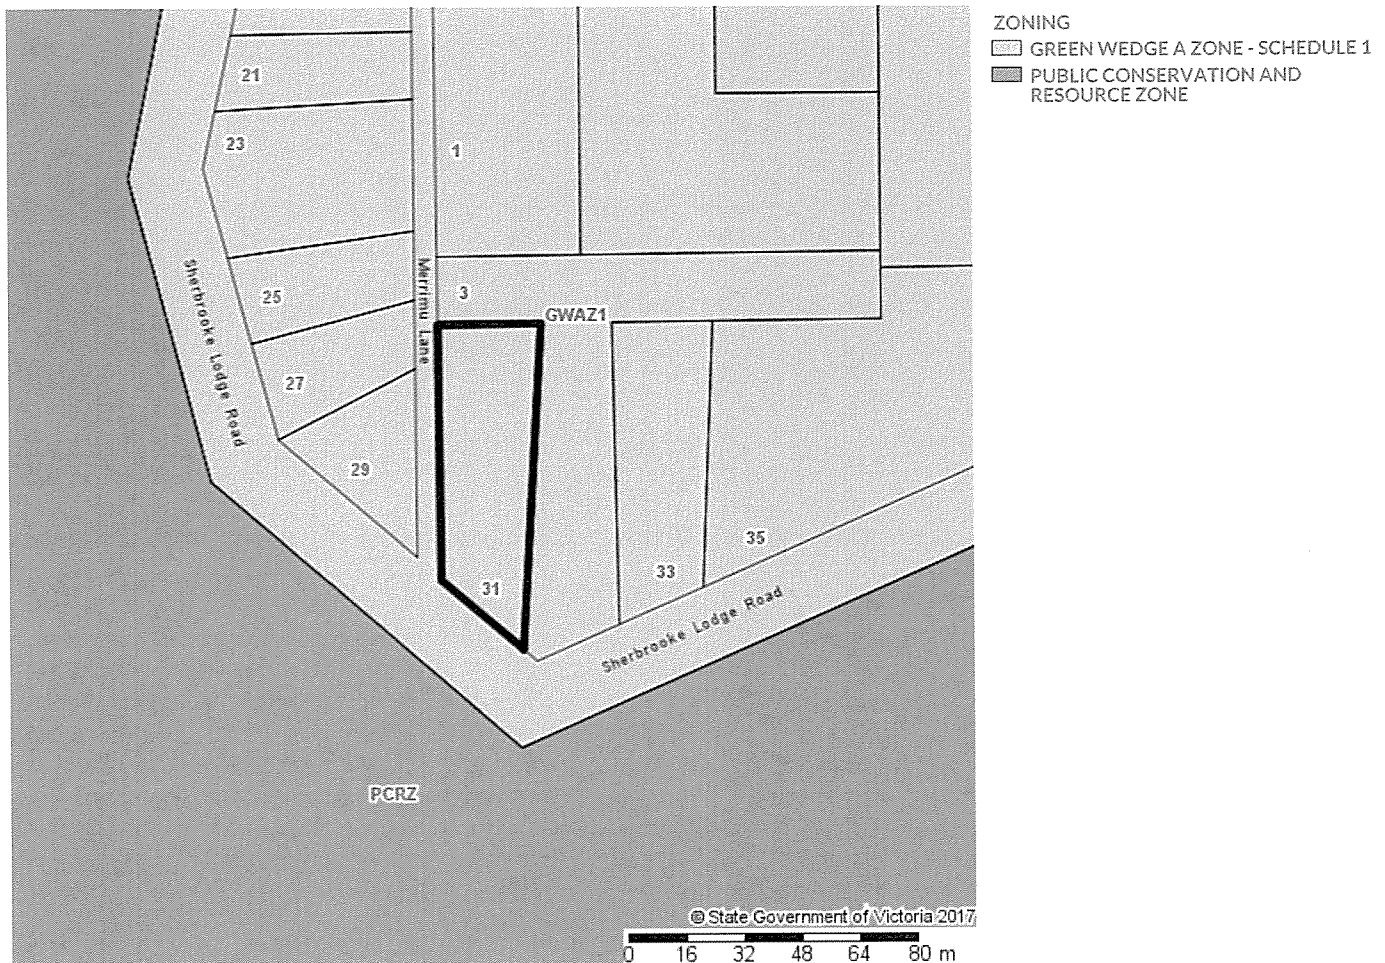 ZONING
GREEN WEDGE A ZONE - SCHEDULE 1
PUBLIC CONSERVATION AND
RESOURCE ZONE
21
23
1
Merrimu Lane
Sherbrooke Lodge Road
25
3
GWAZ1
27
29
31
33
35
Sherbrooke Lodge Road
PCRZ
© State Government of Victoria 2017
0 16 32 48 64 80 m